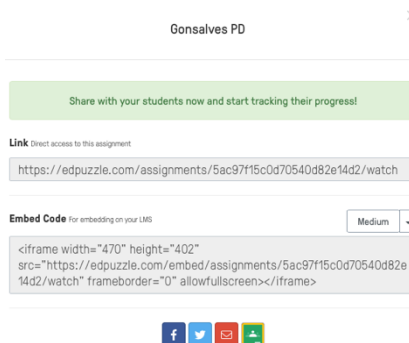 Gonsalves PD
Share with your students now and start tracking their progress!
Link Direct access to this assignment
https://edpuzzle.com/assignments/5ac97f15c0d70540d82e14d2/watch
Embed Code For embedding on your LMS
Medium
<iframe width="470" height="402"
src="https://edpuzzle.com/embed/assignments/5ac97f15c0d70540d82e
14d2/watch" frameborder="0" allowfullscreen></iframe>